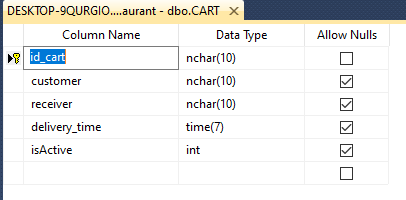 DESKTOP-9QURGIO....aurant - dbo.CART
Column Name Data Type Allow Nulls
id_cart nchar(10)
customer nchar(10)
receiver nchar(10)
delivery_time time(7)
isActive int